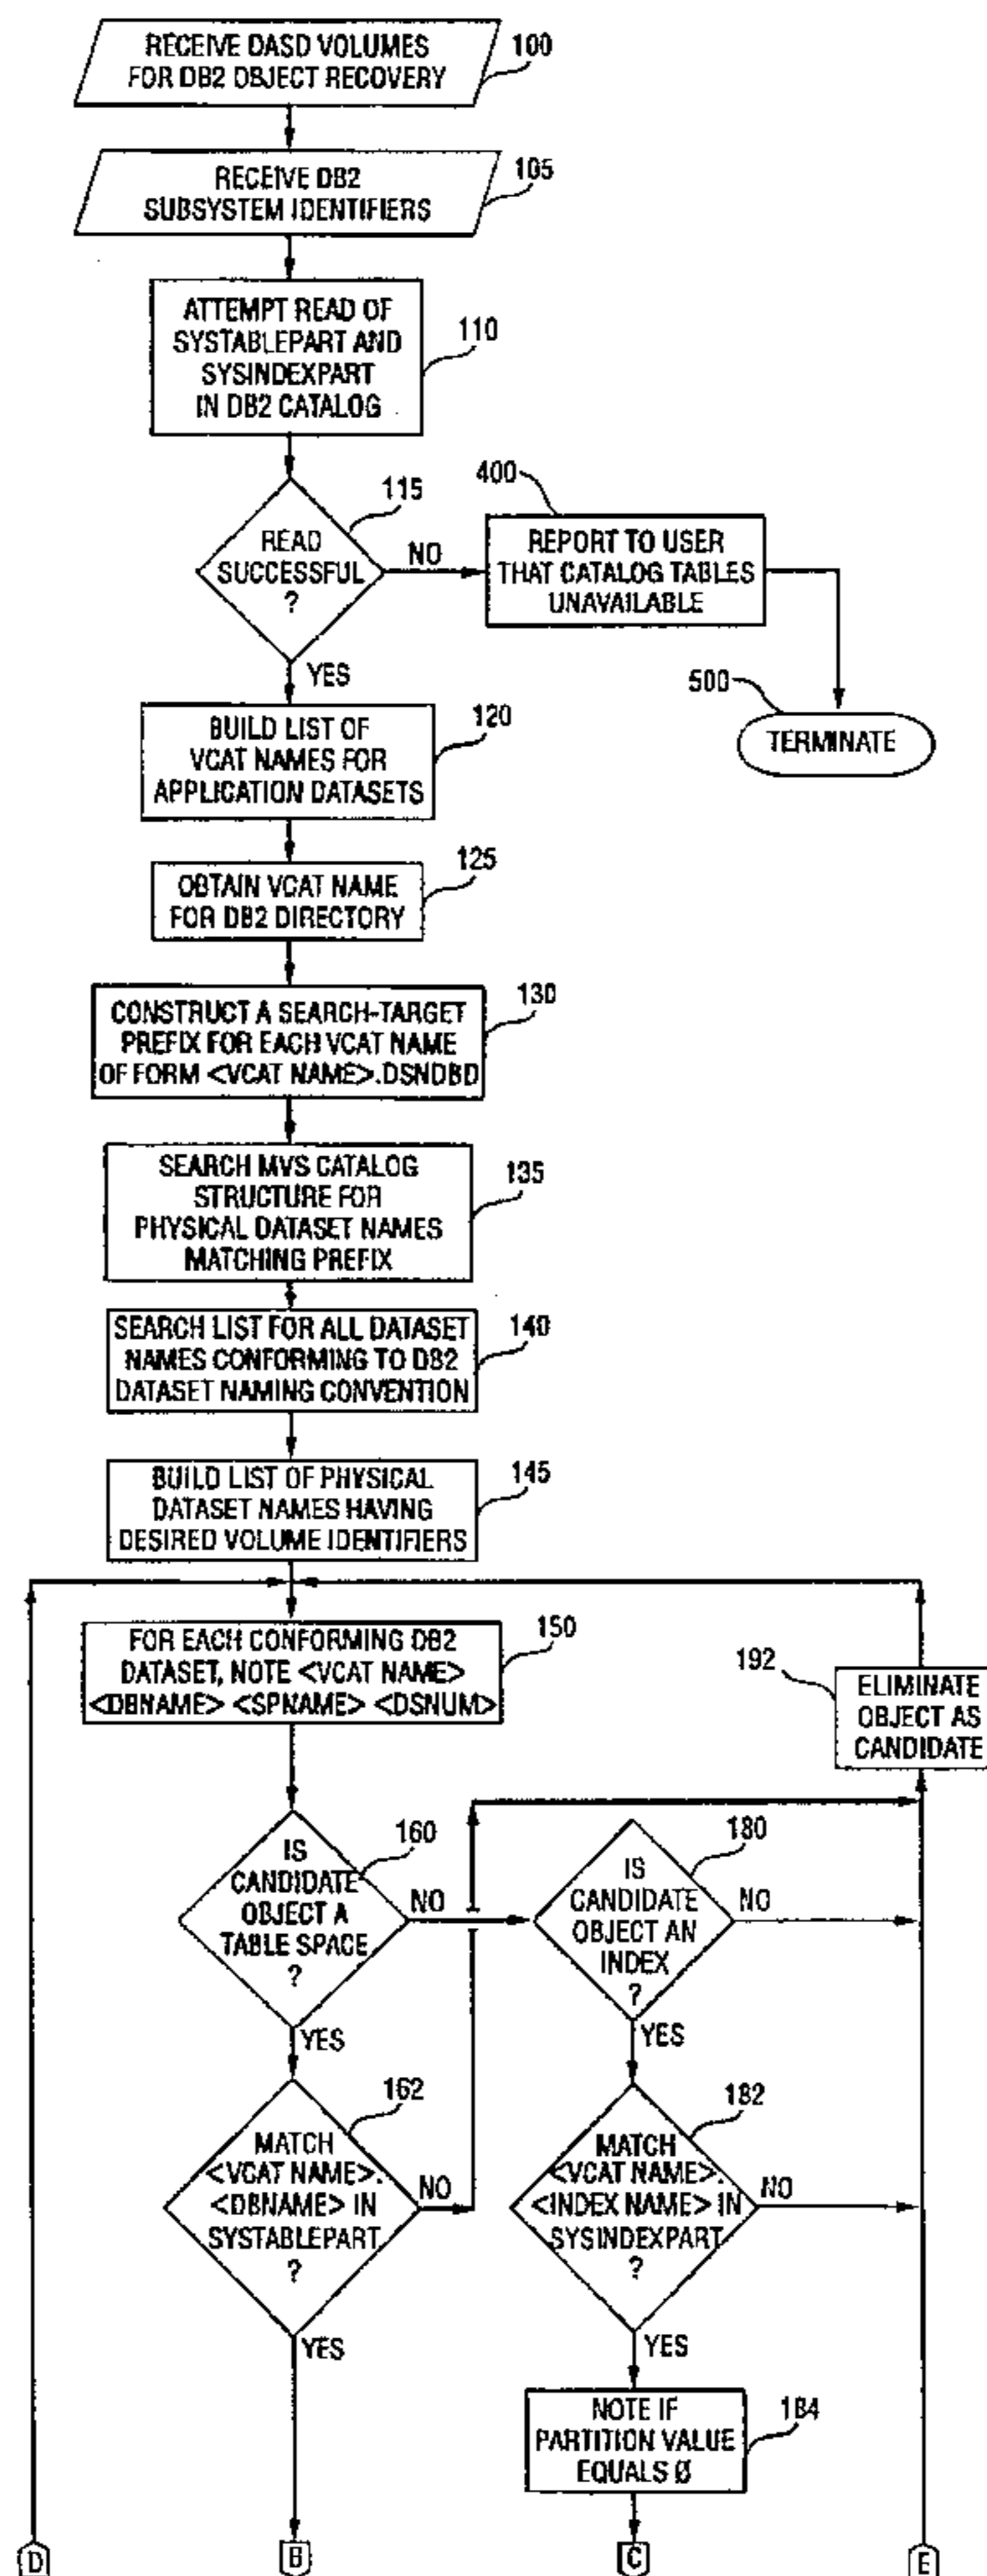 RECEIVE DASD VOLUMES
FOR DB2 OBJECT RECOVERY
100
RECEIVE DB2
SUBSYSTEM IDENTIFIERS
105
ATTEMPT READ OF
SYSTABLEPART AND
SYSINDEXPART
IN DB2 CATALOG
110
READ
SUCCESSFUL
?
115
NO
YES
REPORT TO USER
THAT CATALOG TABLES
UNAVAILABLE
400
500
TERMINATE
BUILD LIST OF
VCAT NAMES FOR
APPLICATION DATASETS
120
OBTAIN VCAT NAME
FOR DB2 DIRECTORY
125
CONSTRUCT A SEARCH-TARGET
PREFIX FOR EACH VCAT NAME
OF FORM <VCAT NAME>.DSNDBD
130
SEARCH MVS CATALOG
STRUCTURE FOR
PHYSICAL DATASET NAMES
MATCHING PREFIX
135
SEARCH LIST FOR ALL DATASET
NAMES CONFORMING TO DB2
DATASET NAMING CONVENTION
140
BUILD LIST OF PHYSICAL
DATASET NAMES HAVING
DESIRED VOLUME IDENTIFIERS
145
FOR EACH CONFORMING DB2
DATASET, NOTE <VCAT NAME>
<DBNAME> <SPNAME> <DSNUM>
150
192
ELIMINATE
OBJECT AS
CANDIDATE
IS
CANDIDATE
OBJECT A
TABLE SPACE
?
160
NO
YES
IS
CANDIDATE
OBJECT AN
INDEX
?
180
NO
YES
MATCH
<VCAT NAME>.
<DBNAME> IN
SYSTABLEPART
?
162
NO
YES
MATCH
<VCAT NAME>.
<INDEX NAME> IN
SYSINDEXPART
?
182
NO
YES
NOTE IF
PARTITION VALUE
EQUALS Ø
184
D
B
C
E